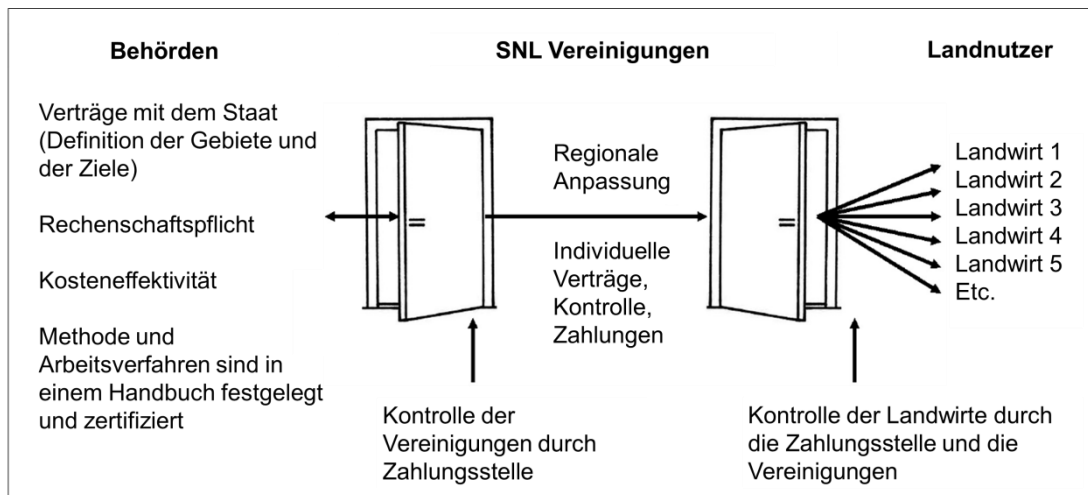 Behörden
SNL Vereinigungen
Landnutzer
Verträge mit dem Staat
(Definition der Gebiete und
der Ziele)
Rechenschaftspflicht
Kosteneffektivität
Methode und
Arbeitsverfahren sind in
einem Handbuch festgelegt
und zertifiziert
Regionale
Anpassung
Individuelle
Verträge,
Kontrolle,
Zahlungen
Landwirt 1
Landwirt 2
Landwirt 3
Landwirt 4
Landwirt 5
Etc.
Kontrolle der
Vereinigungen durch
Zahlungsstelle
Kontrolle der Landwirte durch
die Zahlungsstelle und die
Vereinigungen